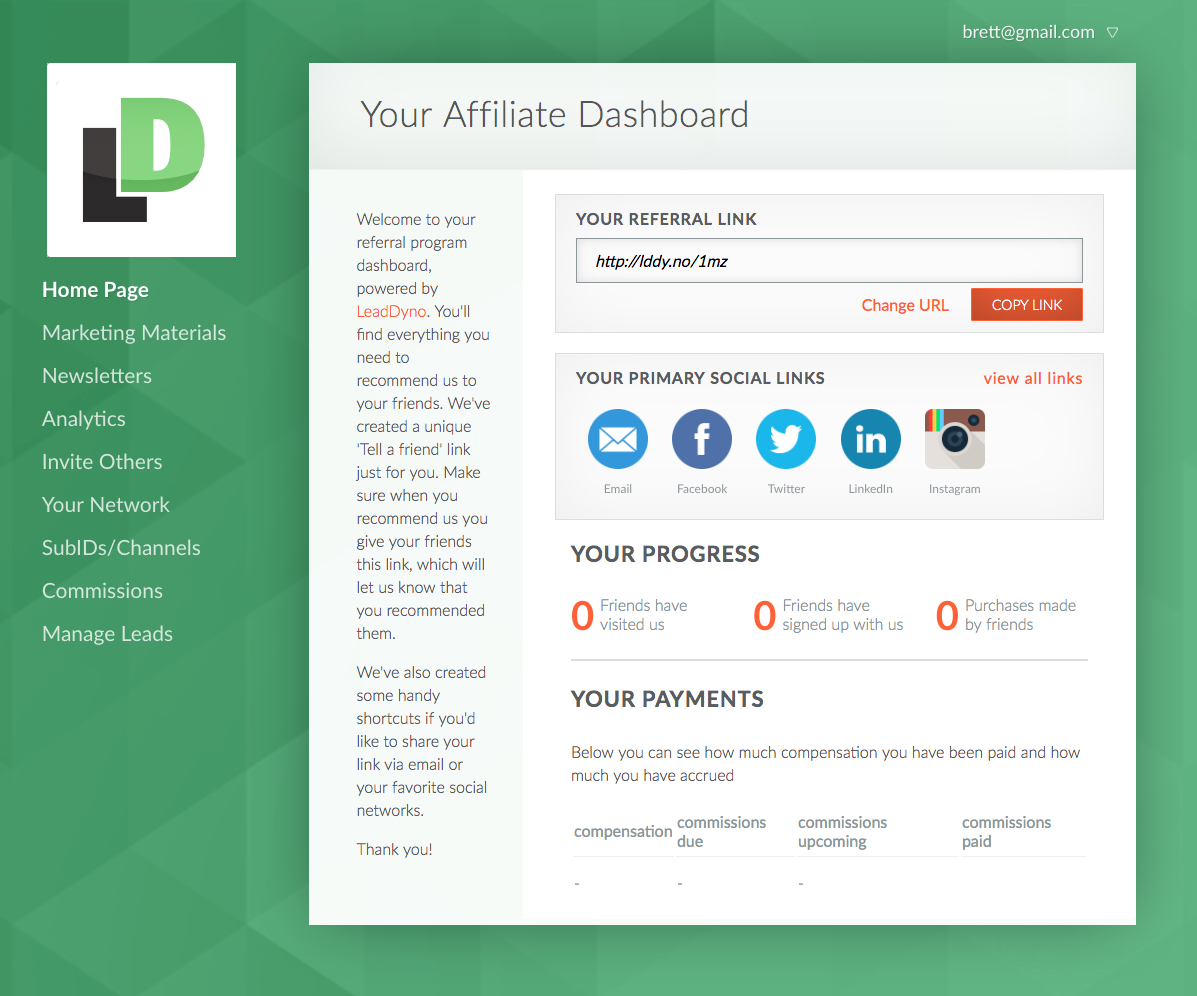 brett@gmail.com
LD
Home Page
Marketing Materials
Newsletters
Analytics
Invite Others
Your Network
SubIDs/Channels
Commissions
Manage Leads
Your Affiliate Dashboard
Welcome to your
referral program
dashboard,
powered by
LeadDyno. You'll
find everything you
need to
recommend us to
your friends. We've
created a unique
'Tell a friend' link
just for you. Make
sure when you
recommend us you
give your friends
this link, which will
let us know that
you recommended
them.
We've also created
some handy
shortcuts if you'd
like to share your
link via email or
your favorite social
networks.
Thank you!
YOUR REFERRAL LINK
http://lddy.no/1mz
Change URL COPY LINK
YOUR PRIMARY SOCIAL LINKS view all links
f in
Email Facebook Twitter LinkedIn Instagram
YOUR PROGRESS
0 Friends have visited us
0 Friends have signed up with us
0 Purchases made by friends
YOUR PAYMENTS
Below you can see how much compensation you have been paid and how
much you have accrued
compensation commissions due commissions upcoming commissions paid
- - -